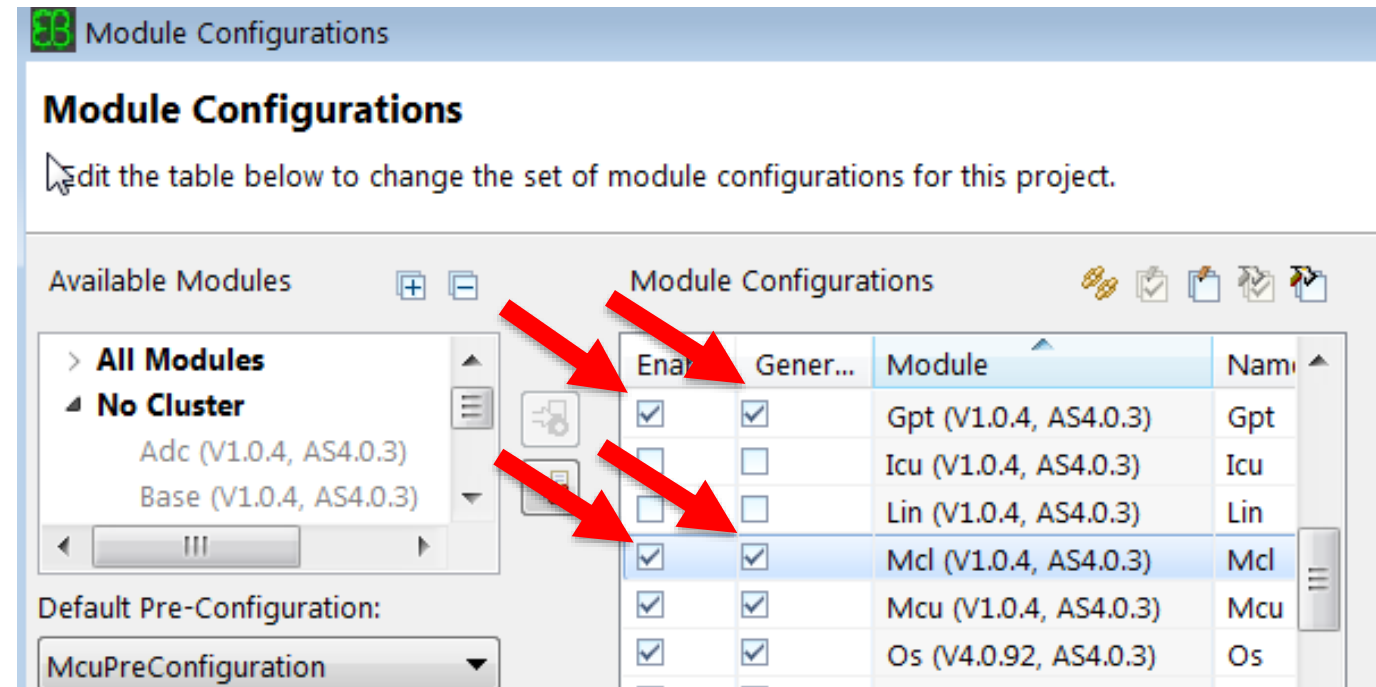 Module Configurations
Module Configurations
Edit the table below to change the set of module configurations for this project.
Available Modules
All Modules
No Cluster
Adc (V1.0.4, AS4.0.3)
Base (V1.0.4, AS4.0.3)
Default Pre-Configuration:
McuPreConfiguration
Module Configurations
Ena Gener... Module Nam
Gpt (V1.0.4, AS4.0.3) Gpt
Icu (V1.0.4, AS4.0.3) Icu
Lin (V1.0.4, AS4.0.3) Lin
Mcl (V1.0.4, AS4.0.3) Mcl
Mcu (V1.0.4, AS4.0.3) Mcu
Os (V4.0.92, AS4.0.3) Os